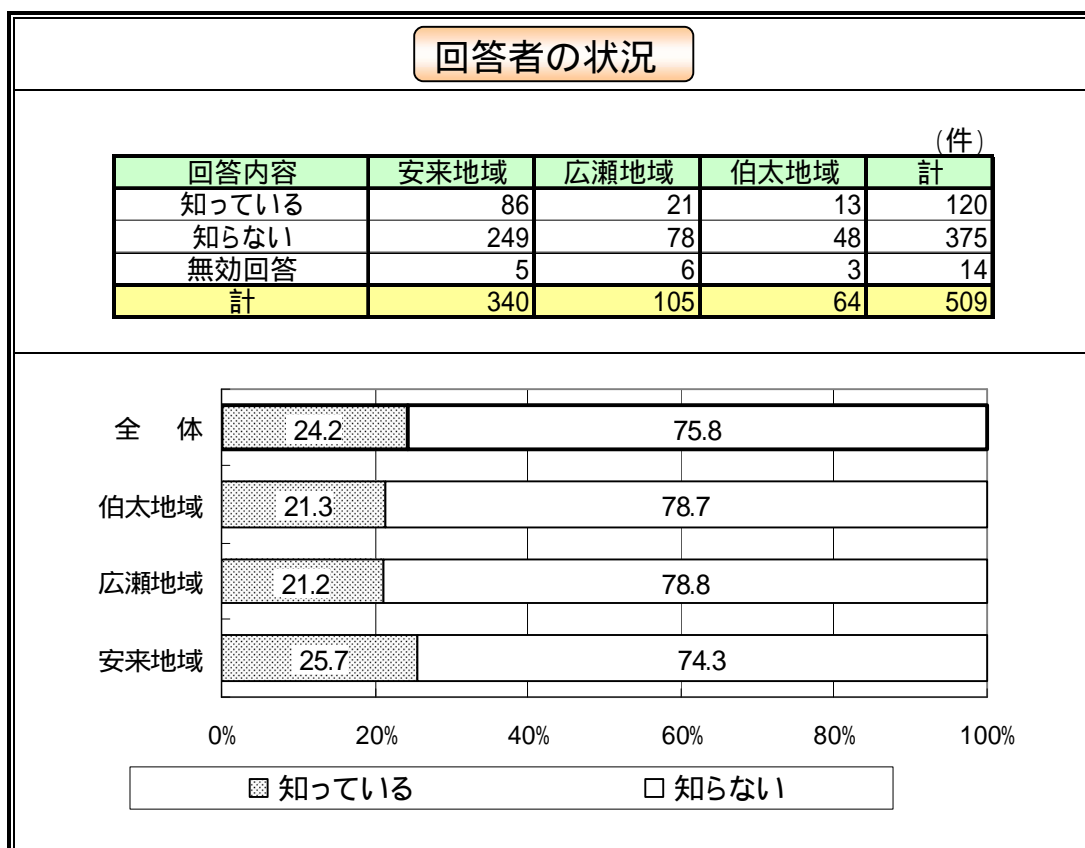 回答者の状況
(件)
回答内容 安来地域 広瀬地域 伯太地域 計
知っている 86 21 13 120
知らない 249 78 48 375
無効回答 5 6 3 14
計 340 105 64 509
全 体 24.2 75.8
伯太地域 21.3 78.7
広瀬地域 21.2 78.8
安来地域 25.7 74.3
0% 20% 40% 60% 80% 100%
知っている 知らない